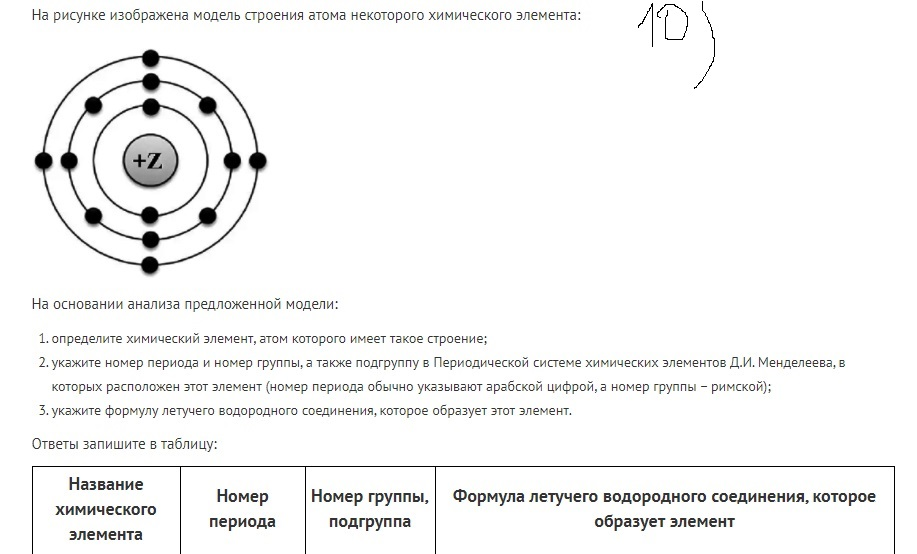 На рисунке изображена модель строения атома некоторого химического элемента:
10)
+Z
На основании анализа предложенной модели:
1. определите химический элемент, атом которого имеет такое строение;
2. укажите номер периода и номер группы, а также подгруппу в Периодической системе химических элементов Д.И. Менделеева, в
которых расположен этот элемент (номер периода обычно указывают арабской цифрой, а номер группы – римской);
3. укажите формулу летучего водородного соединения, которое образует этот элемент.
Ответы запишите в таблицу:
Название
химического
элемента
Номер
периода
Номер группы,
подгруппа
Формула летучего водородного соединения, которое
образует элемент